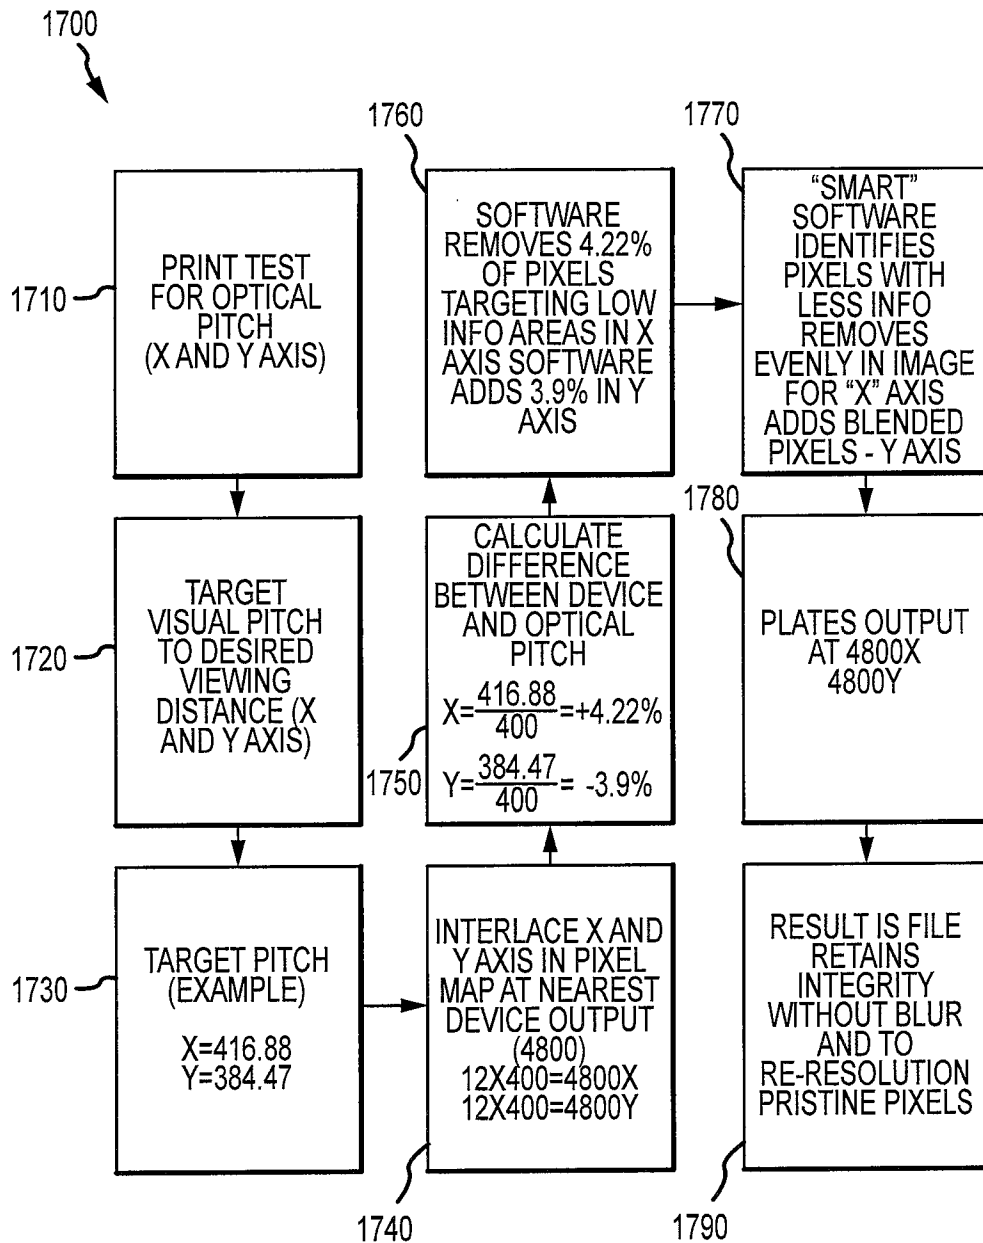 1700
1710
PRINT TEST
FOR OPTICAL
PITCH
(X AND Y AXIS)
1720
TARGET
VISUAL PITCH
TO DESIRED
VIEWING
DISTANCE (X
AND Y AXIS)
1730
TARGET PITCH
(EXAMPLE)
X=416.88
Y=384.47
1740
INTERLACE X AND
Y AXIS IN PIXEL
MAP AT NEAREST
DEVICE OUTPUT
(4800)
12X400=4800X
12X400=4800Y
1750
CALCULATE
DIFFERENCE
BETWEEN DEVICE
AND OPTICAL
PITCH
X=416.88/400=+4.22%
Y=384.47/400= -3.9%
1760
SOFTWARE
REMOVES 4.22%
OF PIXELS
TARGETING LOW
INFO AREAS IN X
AXIS SOFTWARE
ADDS 3.9% IN Y
AXIS
1770
“SMART”
SOFTWARE
IDENTIFIES
PIXELS WITH
LESS INFO
REMOVES
EVENLY IN IMAGE
FOR “X” AXIS
ADDS BLENDED
PIXELS - Y AXIS
1780
PLATES OUTPUT
AT 4800X
4800Y
1790
RESULT IS FILE
RETAINS
INTEGRITY
WITHOUT BLUR
AND TO
RE-RESOLUTION
PRISTINE PIXELS